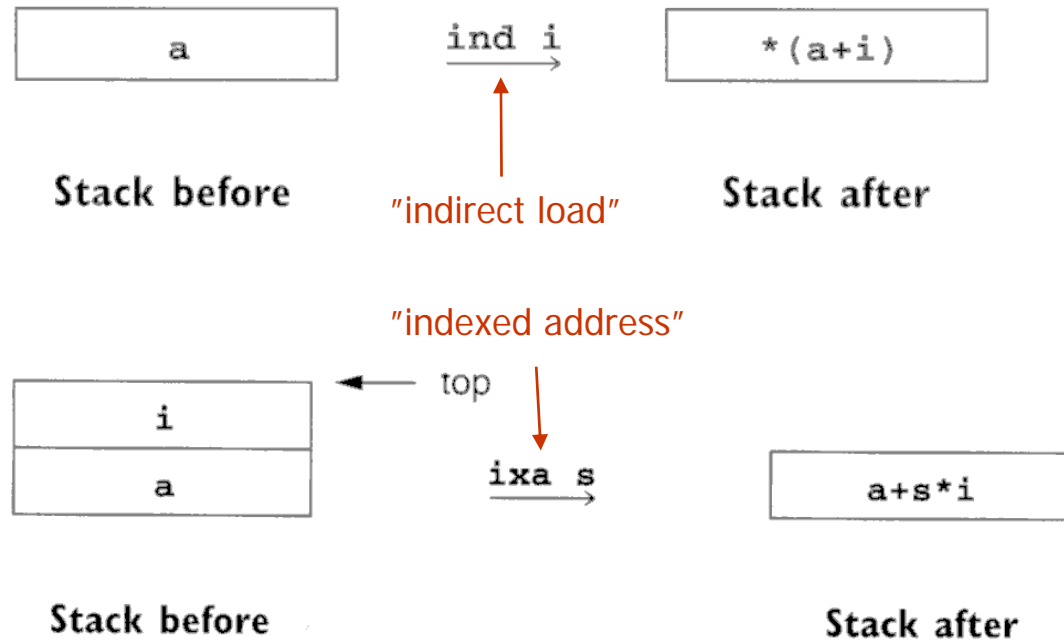 a ind i *(a+i)
Stack before "indirect load" Stack after
"indexed address"
top
i
a ixa s a+s*i
Stack before Stack after